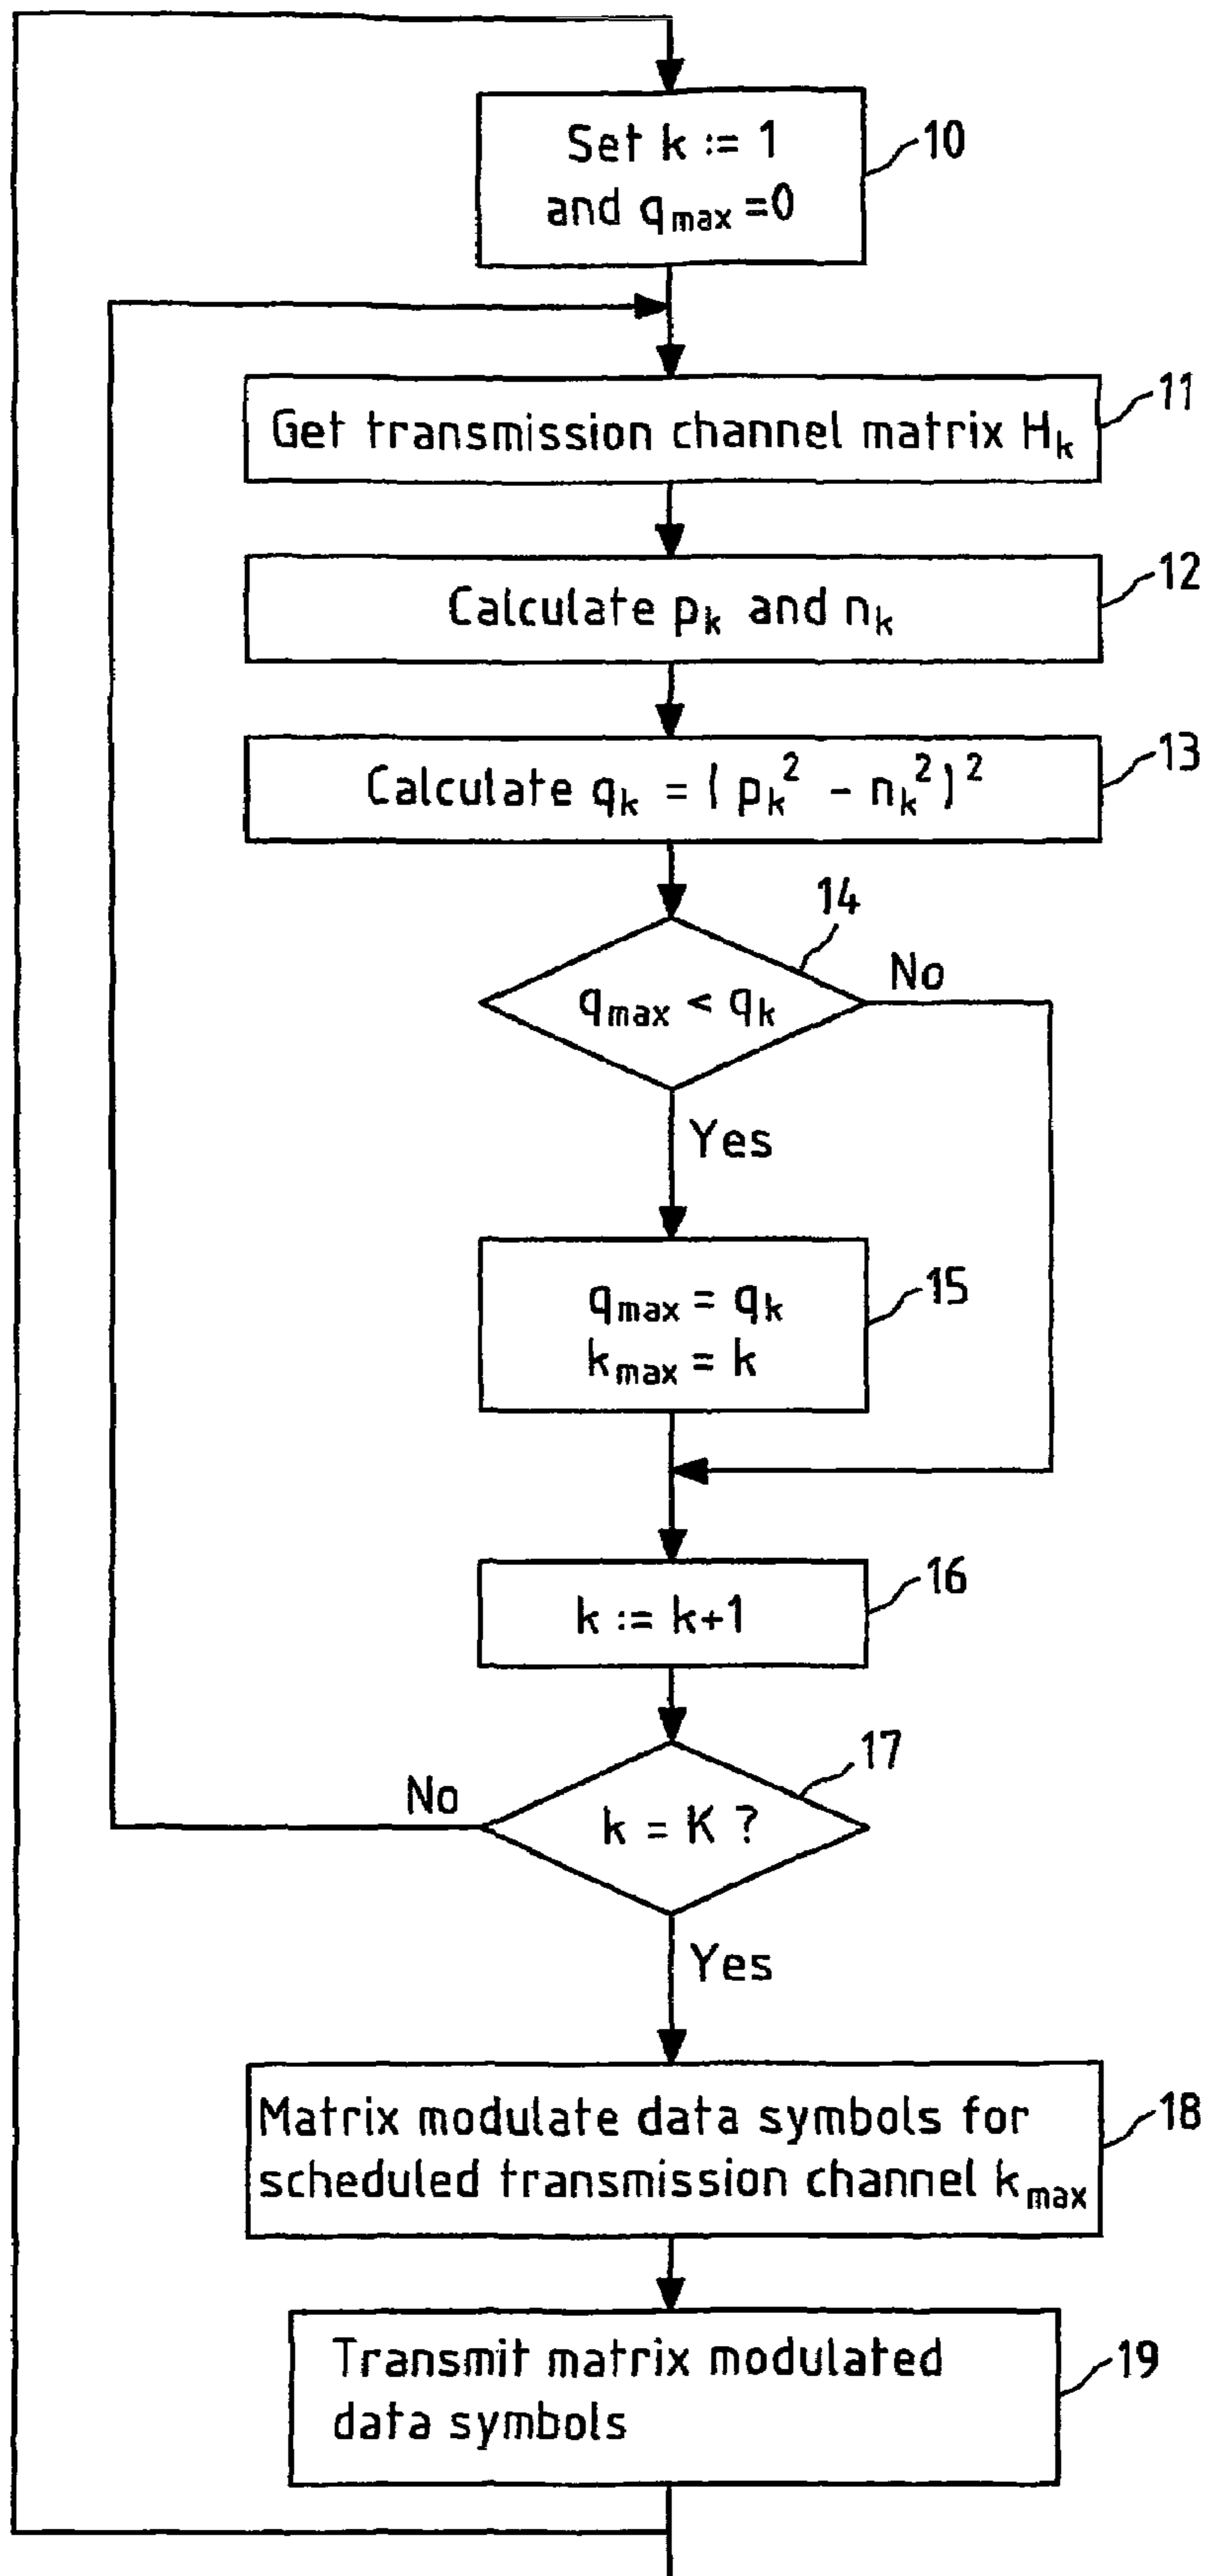 Set k := 1
and qmax =0
10
Get transmission channel matrix Hk
11
Calculate pk and nk
12
Calculate qk = ( pk² - nk² )²
13
14
qmax < qk
No
Yes
qmax = qk
kmax = k
15
k := k+1
16
17
k = K ?
No
Yes
Matrix modulate data symbols for
scheduled transmission channel kmax
18
Transmit matrix modulated
data symbols
19